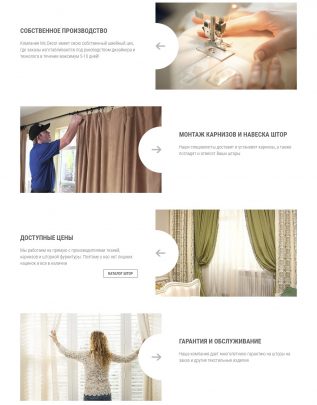 СОБСТВЕННОЕ ПРОИЗВОДСТВО
Компания Mc Decor имеет свою собственный швейный цех,
где заказы изготавливаются под руководством дизайнера и
технолога в течении максимум 5-10 дней!
МОНТАЖ КАРНИЗОВ И НАВЕСКА ШТОР
Наши специалисты доставят и установят карнизы, а также
погладят и отвесят Ваши шторы.
ДОСТУПНЫЕ ЦЕНЫ
Мы работаем на прямую с производителями тканей,
карнизов и шторной фурнитуры. Поэтому у нас нет лишних
наценок и все в наличии.
КАТАЛОГ ШТОР
ГАРАНТИЯ И ОБСЛУЖИВАНИЕ
Наша компания дает многолетнюю гарантию на шторы на
заказ и другие текстильные изделия.